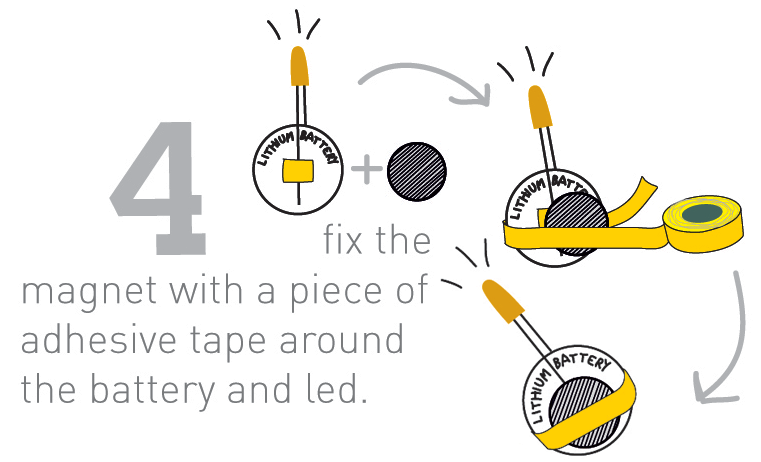 4
fix the
magnet with a piece of
adhesive tape around
the battery and led.
LITHIUM BATTERY
LITHIUM BATT
LITHIUM BATTERY